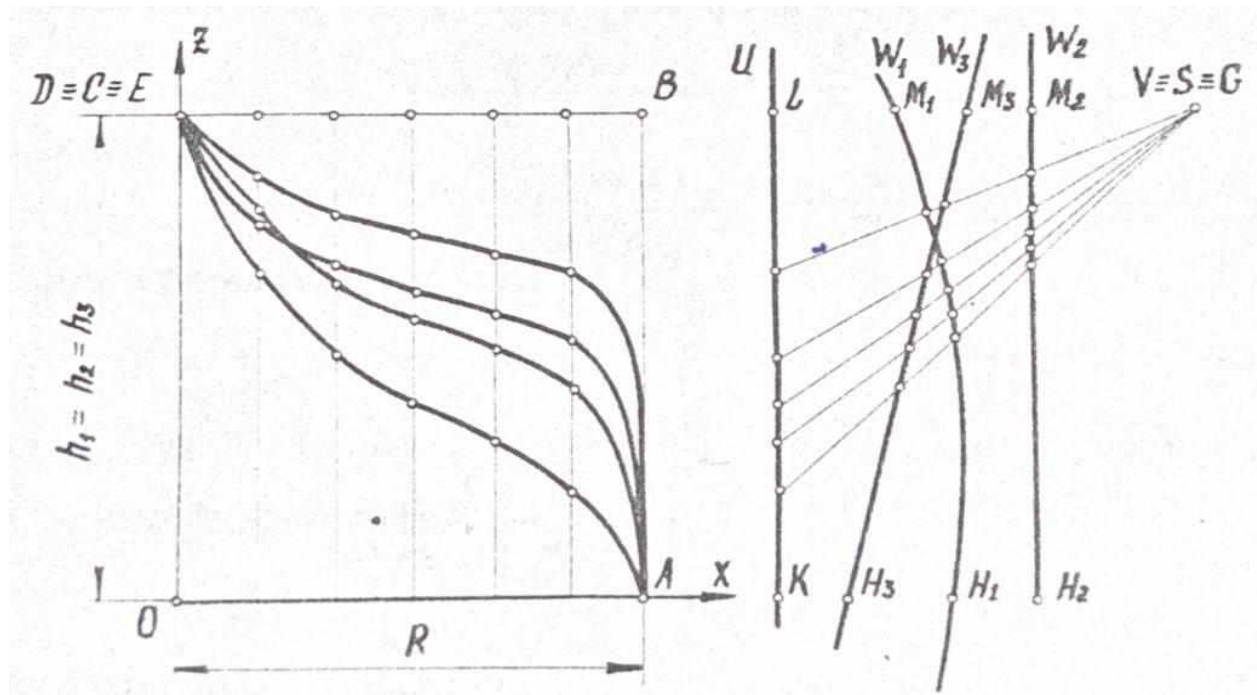 Z
D ≡ C ≡ E
B
h₁ = h₂ = h₃
O
R
A
X
U
L
W₁
M₁
W₃
M₃
W₂
M₂
V ≡ S ≡ G
K
H₃
H₁
H₂